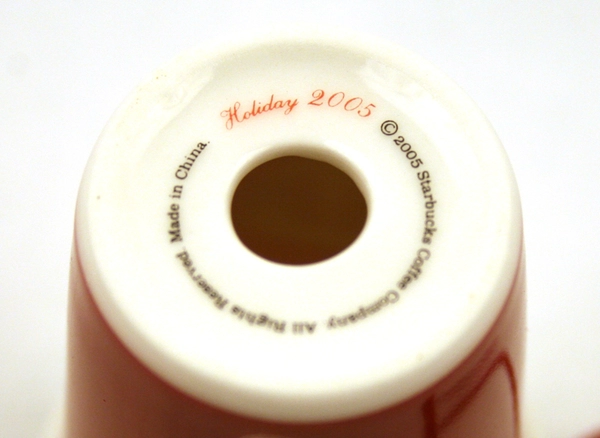 Holiday 2005
© 2005 Starbucks Coffee Company. All Rights Reserved. Made in China.